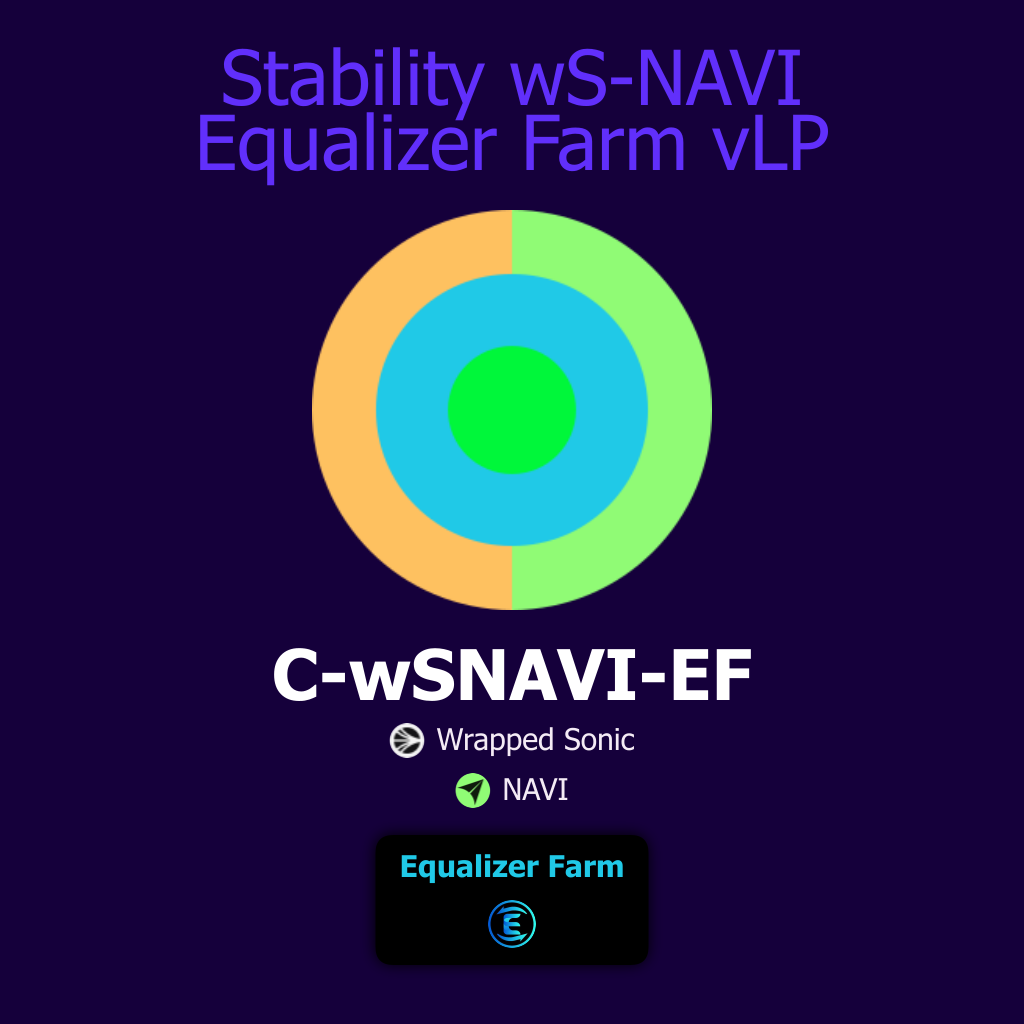 Stability wS-NAVI
Equalizer Farm vLP
C-wSNAVI-EF
Wrapped Sonic
NAVI
Equalizer Farm
E